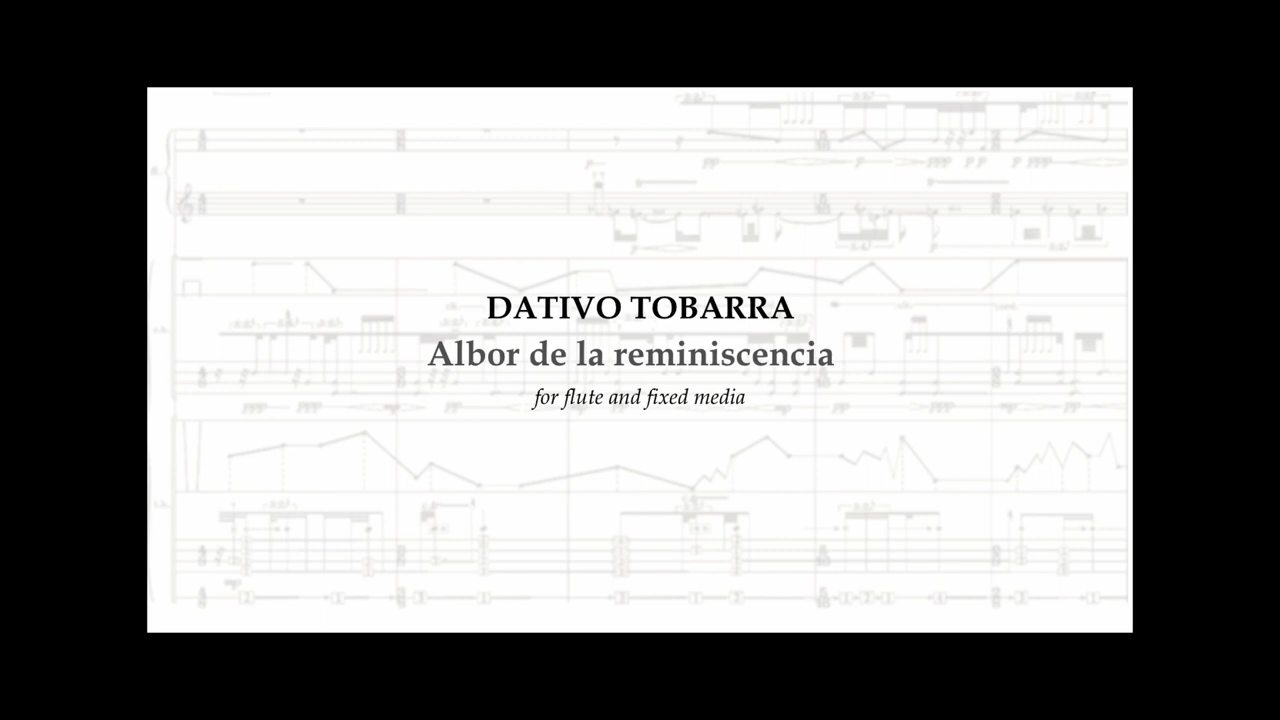 DATIVO TOBARRA
Albor de la reminiscencia
for flute and fixed media